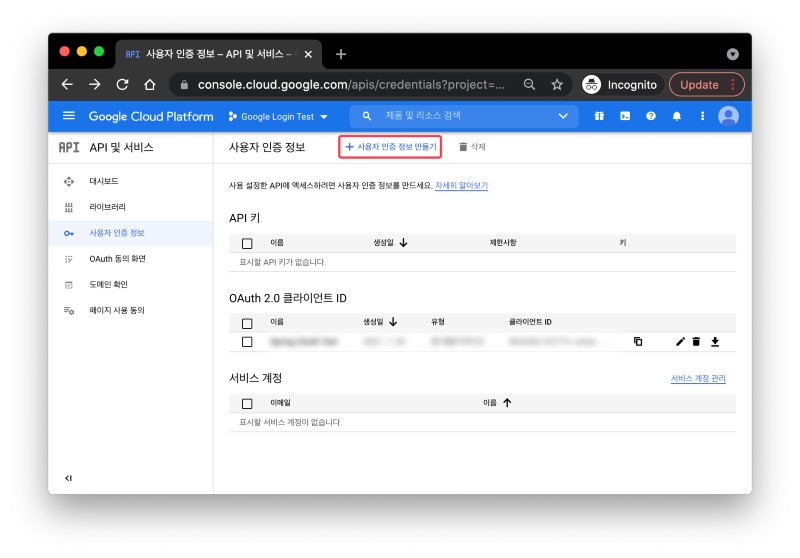 API 사용자 인증 정보 – API 및 서비스 –
console.cloud.google.com/apis/credentials?project=...
Incognito
Update
Google Cloud Platform
Google Login Test
제품 및 리소스 검색
API API 및 서비스
사용자 인증 정보
+ 사용자 인증 정보 만들기
삭제
대시보드
라이브러리
사용자 인증 정보
OAuth 동의 화면
도메인 확인
페이지 사용 동의
사용 설정한 API에 액세스하려면 사용자 인증 정보를 만드세요. 자세히 알아보기
API 키
이름 생성일 제한사항 키
표시할 API 키가 없습니다.
OAuth 2.0 클라이언트 ID
이름 생성일 유형 클라이언트 ID
서비스 계정
서비스 계정 관리
이메일 이름
표시할 서비스 계정이 없습니다.